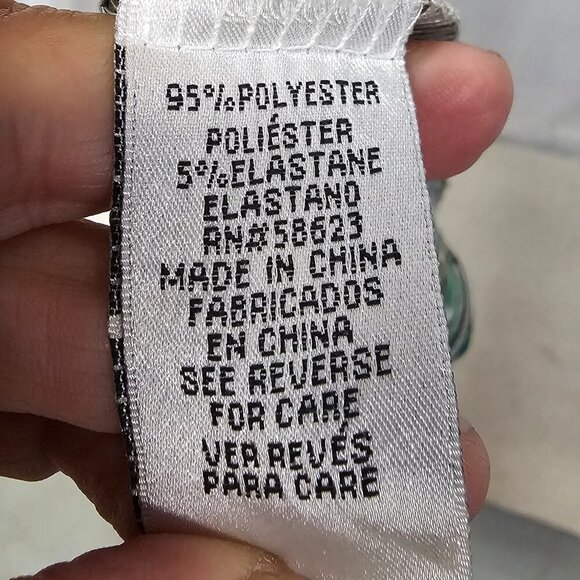 95%POLYESTER
POLIÉSTER
5%ELASTANE
ELASTANO
RN#58623
MADE IN CHINA
FABRICADOS
EN CHINA
SEE REVERSE
FOR CARE
VER REVÉS
PARA CARE